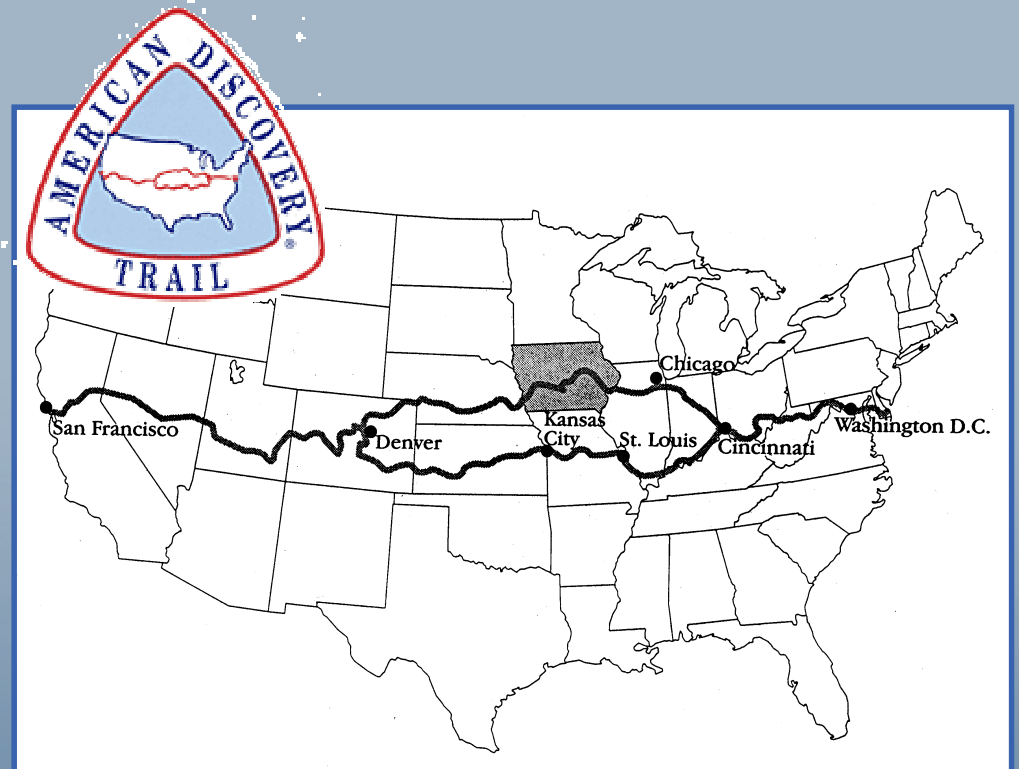 AMERICAN DISCOVERY
TRAIL
®
Chicago
San Francisco
Denver
Kansas
City
St. Louis
Cincinnati
Washington D.C.